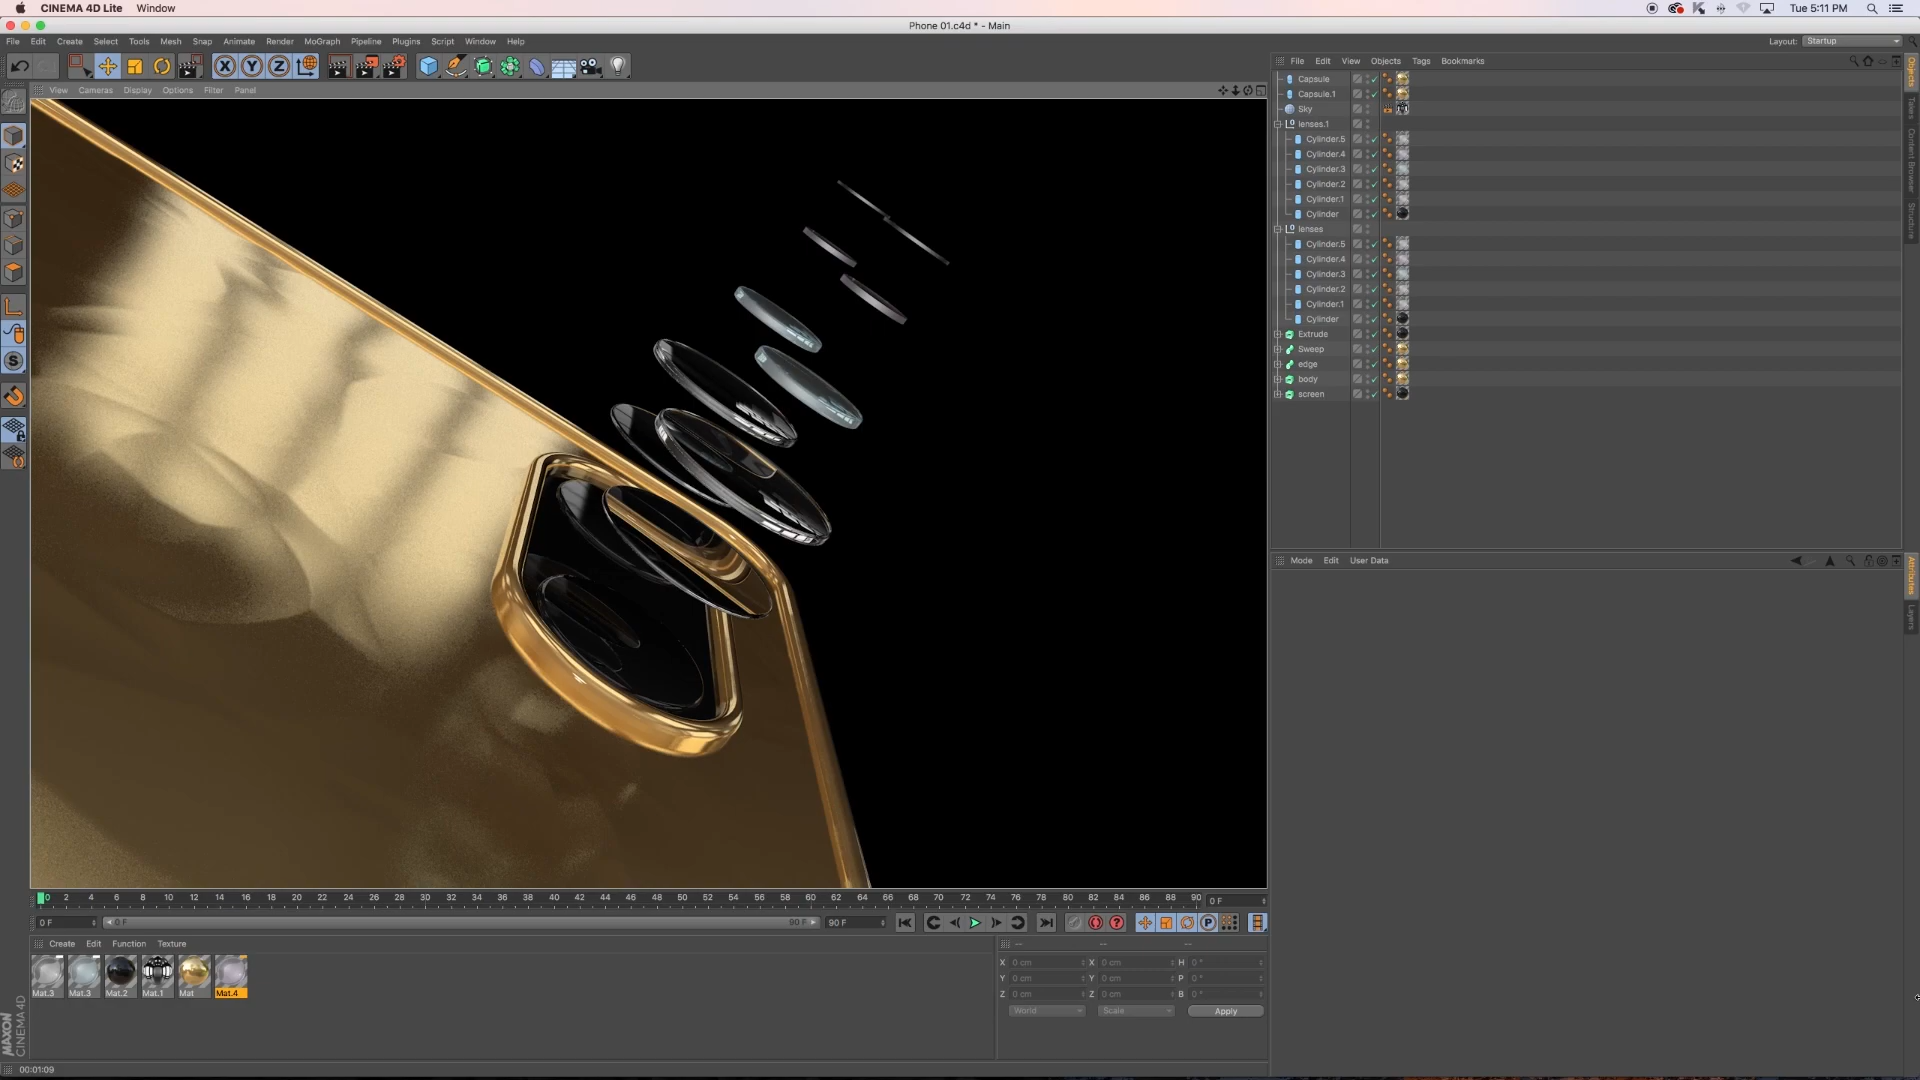 CINEMA 4D Lite Window Tue 5:11 PM
Phone 01.c4d * - Main
File Edit Create Select Tools Mesh Snap Animate Render MoGraph Pipeline Plugins Script Window Help Layout: Startup
X Y Z
File Edit View Objects Tags Bookmarks
View Cameras Display Options Filter Panel
Capsule
Capsule.1
Sky
lenses.1
Cylinder.5
Cylinder.4
Cylinder.3
Cylinder.2
Cylinder.1
Cylinder
lenses
Cylinder.5
Cylinder.4
Cylinder.3
Cylinder.2
Cylinder.1
Cylinder
Extrude
Sweep
edge
body
screen
Objects
Takes
Content Browser
Structure
Mode Edit User Data
Attributes
Layers
0 2 4 6 8 10 12 14 16 18 20 22 24 26 28 30 32 34 36 38 40 42 44 46 48 50 52 54 56 58 60 62 64 66 68 70 72 74 76 78 80 82 84 86 88 90 0 F
0 F 0 F 90 F 90 F
Create Edit Function Texture
Mat.3 Mat.3 Mat.2 Mat.1 Mat Mat.4
-- -- --
X 0 cm X 0 cm H 0 °
Y 0 cm Y 0 cm P 0 °
Z 0 cm Z 0 cm B 0 °
World Scale Apply
MAXON
CINEMA 4D
00:01:09